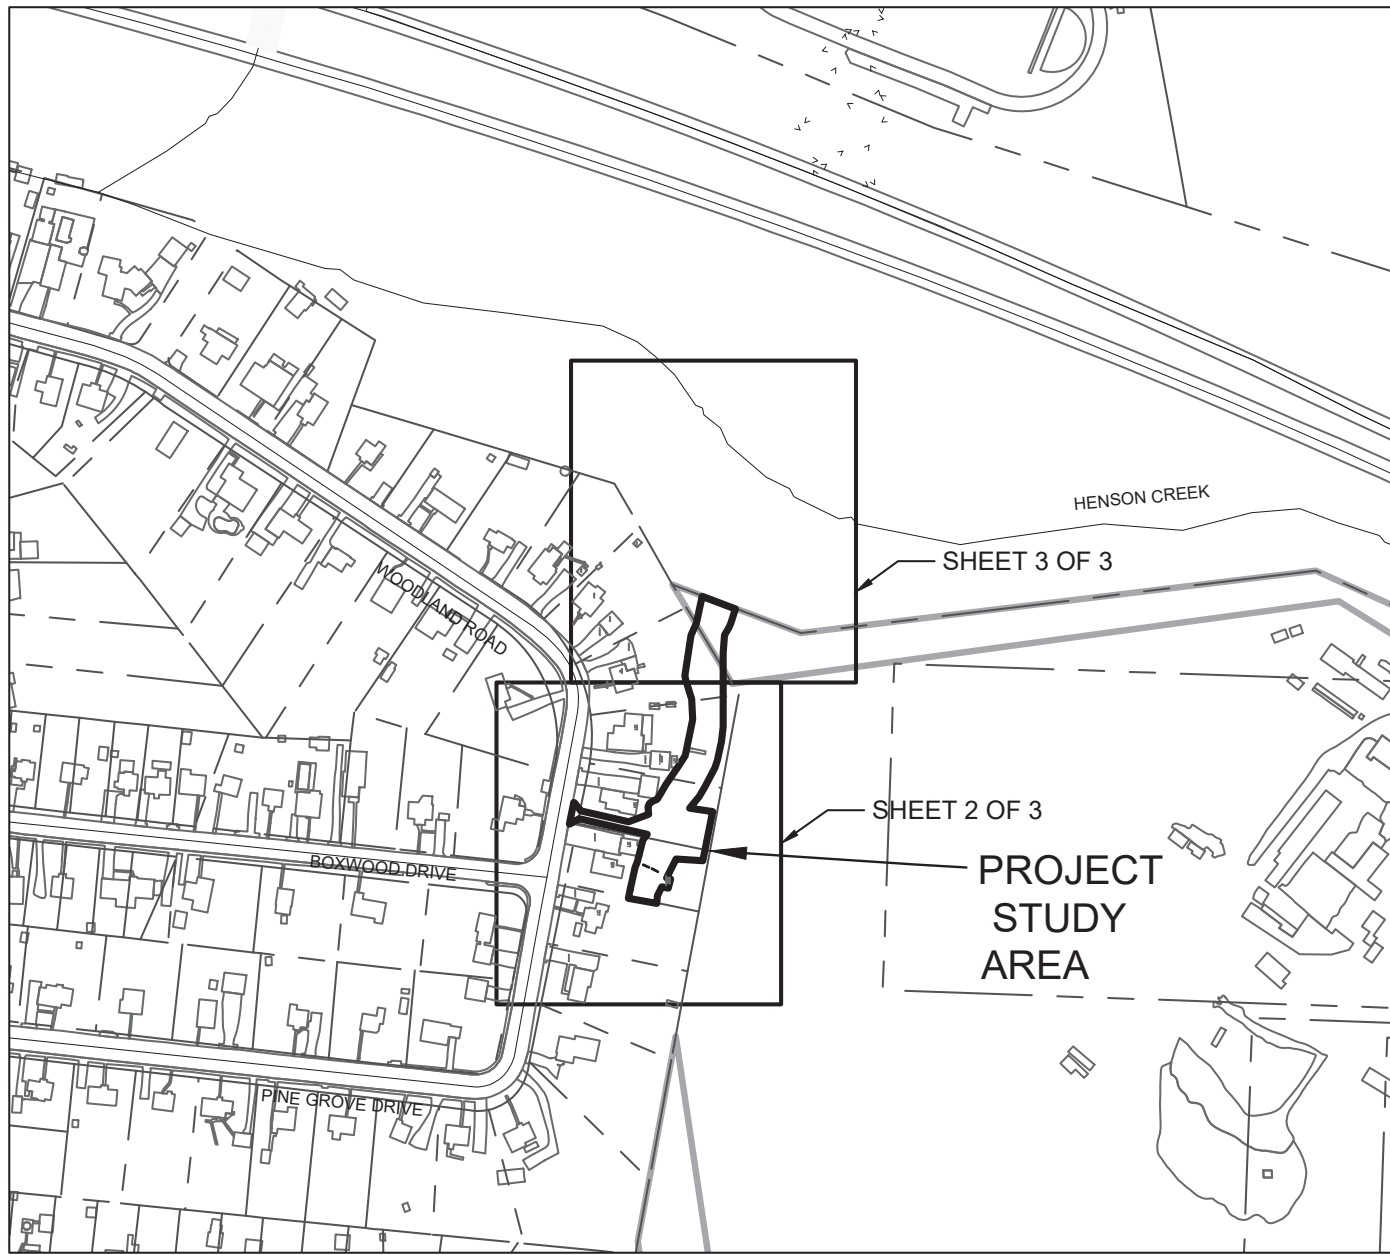 HENSON CREEK
SHEET 3 OF 3
WOODLAND ROAD
SHEET 2 OF 3
BOXWOOD DRIVE
PROJECT
STUDY
AREA
PINE GROVE DRIVE